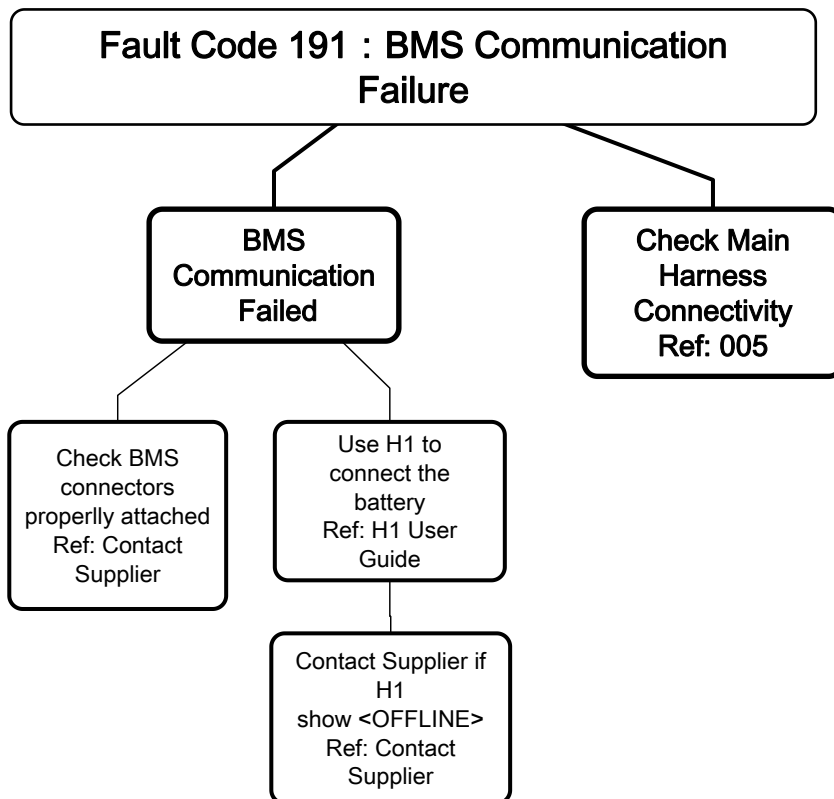 Fault Code 191 : BMS Communication
Failure
BMS
Communication
Failed
Check Main
Harness
Connectivity
Ref: 005
Check BMS
connectors
properlly attached
Ref: Contact
Supplier
Use H1 to
connect the
battery
Ref: H1 User
Guide
Contact Supplier if
H1
show <OFFLINE>
Ref: Contact
Supplier